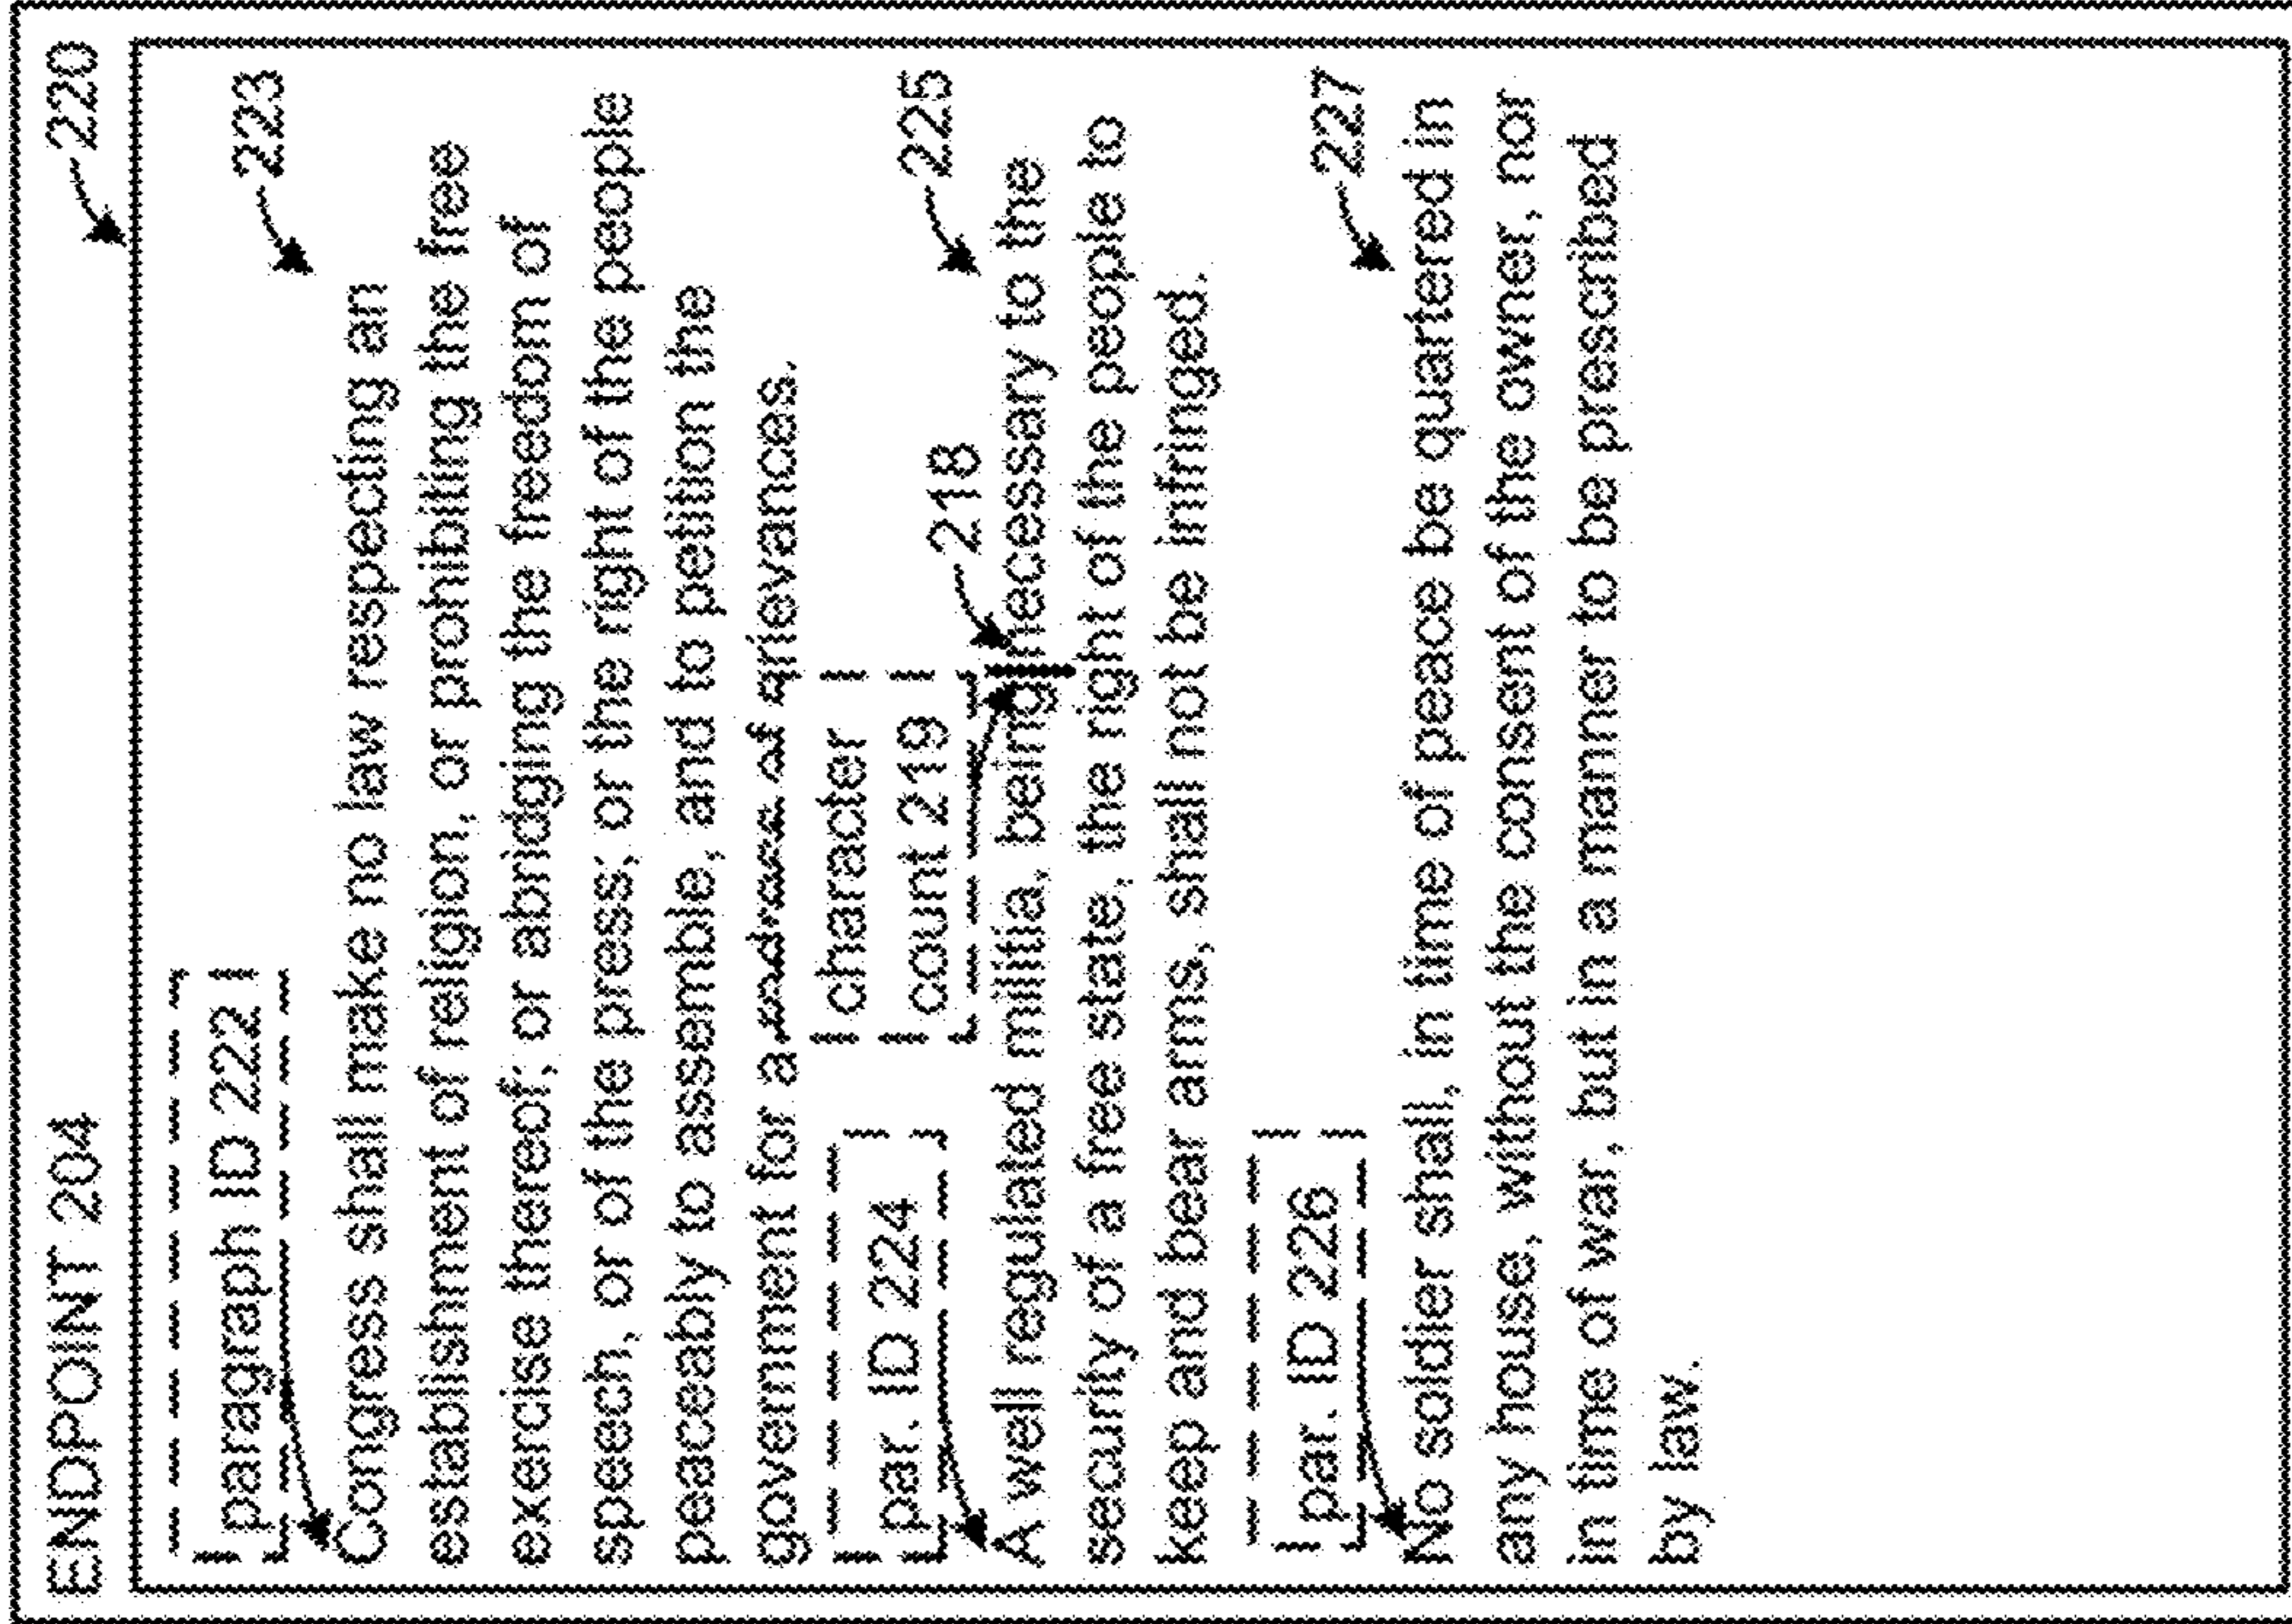 ENDPOINT 204
220
paragraph ID 222
223
Congress shall make no law respecting an
establishment of religion, or prohibiting the free
exercise thereof; or abridging the freedom of
speech, or of the press; or the right of the people
peaceably to assemble, and to petition the
government for a redress of grievances.
par. ID 224
character
count 219
218
225
A well regulated militia, being necessary to the
security of a free state, the right of the people to
keep and bear arms, shall not be infringed.
par. ID 226
227
No soldier shall, in time of peace be quartered in
any house, without the consent of the owner, nor
in time of war, but in a manner to be prescribed
by law.